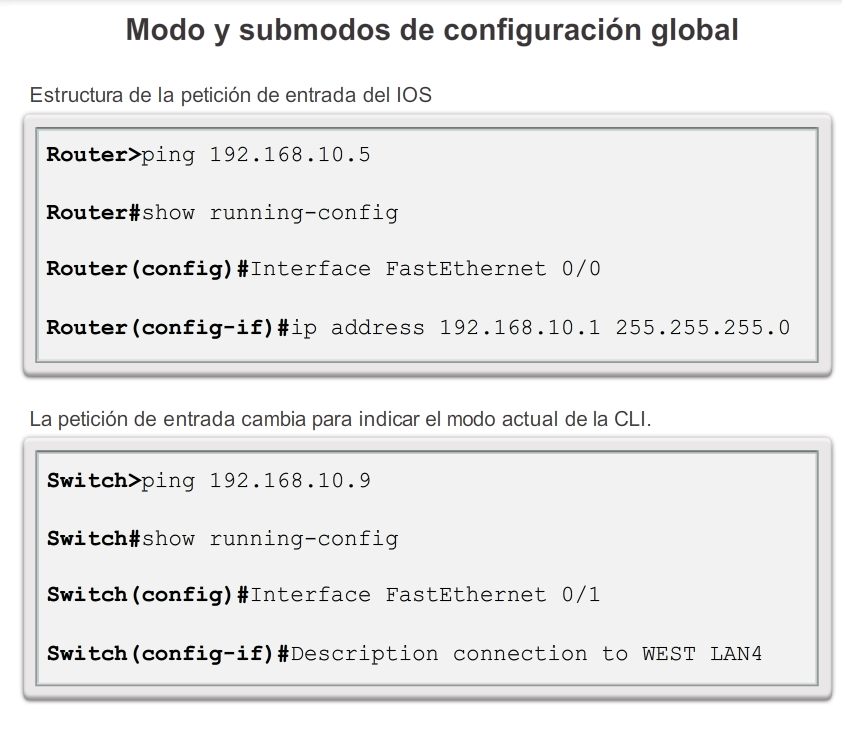 Modo y submodos de configuración global
Estructura de la petición de entrada del IOS
Router>ping 192.168.10.5
Router#show running-config
Router(config)#Interface FastEthernet 0/0
Router(config-if)#ip address 192.168.10.1 255.255.255.0
La petición de entrada cambia para indicar el modo actual de la CLI.
Switch>ping 192.168.10.9
Switch#show running-config
Switch(config)#Interface FastEthernet 0/1
Switch(config-if)#Description connection to WEST LAN4